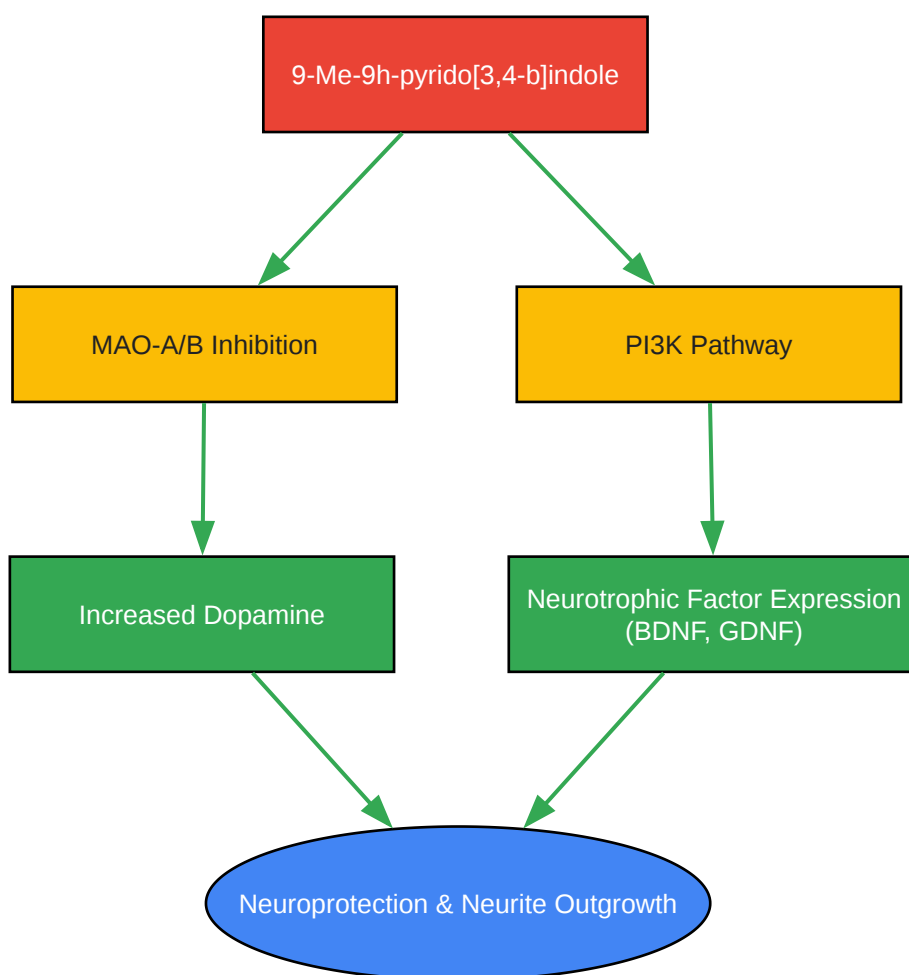 9-Me-9h-pyrido[3,4-b]indole
MAO-A/B Inhibition
PI3K Pathway
Increased Dopamine
Neurotrophic Factor Expression
(BDNF, GDNF)
Neuroprotection & Neurite Outgrowth